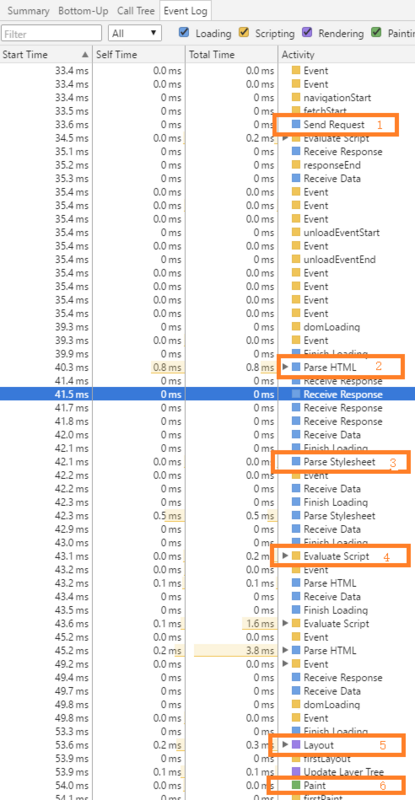 Summary Bottom-Up Call Tree Event Log
Filter All Loading Scripting Rendering Paintin
Start Time Self Time Total Time Activity
33.4 ms 0.0 ms 0.0 ms Event
33.4 ms 0.0 ms 0.0 ms Event
33.4 ms 0 ms 0 ms navigationStart
33.4 ms 0 ms 0 ms fetchStart
33.6 ms 0 ms 0 ms Send Request 1
34.5 ms 0.0 ms 0.2 ms Evaluate Script
35.1 ms 0 ms 0 ms Receive Response
35.2 ms 0 ms 0 ms responseEnd
35.3 ms 0 ms 0 ms Receive Data
35.4 ms 0.0 ms 0.0 ms Event
35.4 ms 0.0 ms 0.0 ms Event
35.4 ms 0.0 ms 0.0 ms Event
35.4 ms 0 ms 0 ms unloadEventStart
35.4 ms 0.0 ms 0.0 ms Event
35.4 ms 0 ms 0 ms unloadEventEnd
35.4 ms 0.0 ms 0.0 ms Event
35.4 ms 0.0 ms 0.0 ms Event
35.4 ms 0.0 ms 0.0 ms Event
35.4 ms 0.0 ms 0.0 ms Event
39.3 ms 0 ms 0 ms domLoading
39.3 ms 0.0 ms 0.0 ms Event
39.9 ms 0 ms 0 ms Finish Loading
40.3 ms 0.8 ms 0.8 ms Parse HTML 2
41.4 ms 0 ms 0 ms Receive Response
41.5 ms 0 ms 0 ms Receive Response
41.7 ms 0 ms 0 ms Receive Response
41.8 ms 0 ms 0 ms Receive Response
42.0 ms 0 ms 0 ms Receive Data
42.1 ms 0 ms 0 ms Finish Loading
42.1 ms 0.0 ms 0.0 ms Parse Stylesheet 3
42.2 ms 0.0 ms 0.0 ms Event
42.2 ms 0 ms 0 ms Receive Data
42.3 ms 0 ms 0 ms Finish Loading
42.3 ms 0.5 ms 0.5 ms Parse Stylesheet
42.9 ms 0 ms 0 ms Receive Data
43.0 ms 0 ms 0 ms Finish Loading
43.1 ms 0.0 ms 0.2 ms Evaluate Script 4
43.2 ms 0.0 ms 0.0 ms Event
43.2 ms 0.1 ms 0.1 ms Parse HTML
43.4 ms 0 ms 0 ms Receive Data
43.5 ms 0 ms 0 ms Finish Loading
43.6 ms 0.1 ms 1.6 ms Evaluate Script
45.2 ms 0.0 ms 0.0 ms Event
45.2 ms 0.2 ms 3.8 ms Parse HTML
49.2 ms 0.0 ms 0.0 ms Event
49.4 ms 0 ms 0 ms Receive Response
49.7 ms 0 ms 0 ms Receive Data
49.8 ms 0 ms 0 ms domLoading
49.8 ms 0.0 ms 0.0 ms Event
53.3 ms 0 ms 0 ms Finish Loading
53.6 ms 0.2 ms 0.3 ms Layout 5
53.9 ms 0 ms 0 ms firstLayout
53.9 ms 0.1 ms 0.1 ms Update Layer Tree
54.0 ms 0.0 ms 0.0 ms Paint 6
54.1 ms 0 ms 0 ms firstPaint